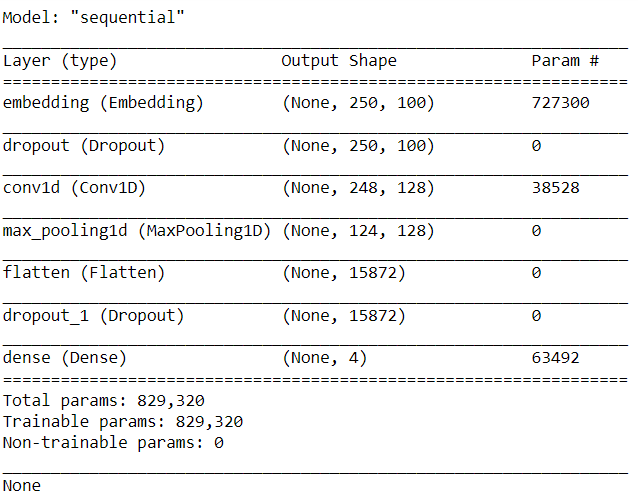 Model: "sequential"
_________________________________________________________________
Layer (type)                 Output Shape              Param #
=================================================================
embedding (Embedding)        (None, 250, 100)          727300
_________________________________________________________________
dropout (Dropout)            (None, 250, 100)          0
_________________________________________________________________
conv1d (Conv1D)              (None, 248, 128)          38528
_________________________________________________________________
max_pooling1d (MaxPooling1D) (None, 124, 128)          0
_________________________________________________________________
flatten (Flatten)            (None, 15872)             0
_________________________________________________________________
dropout_1 (Dropout)          (None, 15872)             0
_________________________________________________________________
dense (Dense)                (None, 4)                 63492
=================================================================
Total params: 829,320
Trainable params: 829,320
Non-trainable params: 0
_________________________________________________________________
None